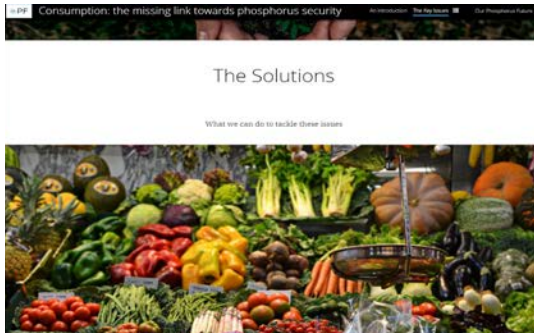 PF Consumption: the missing link towards phosphorus security An Introduction The Key Issues Our Phosphorus Future
The Solutions
What we can do to tackle these issues